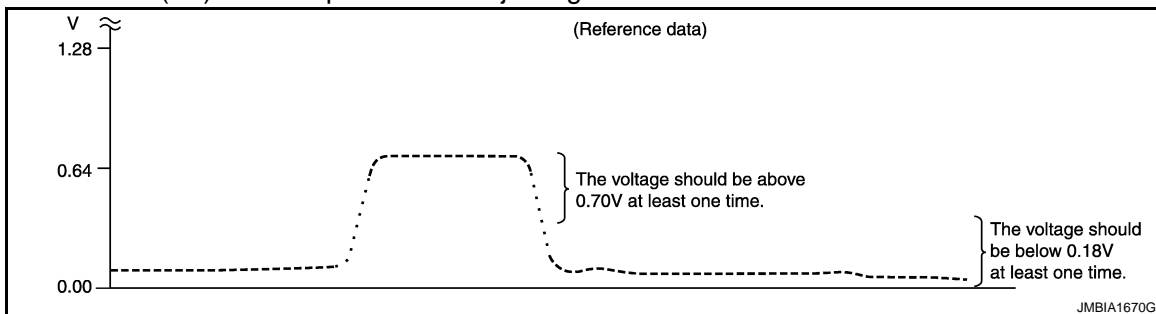 V
(Reference data)
1.28
0.64
The voltage should be above
0.70V at least one time.
The voltage should
be below 0.18V
at least one time.
0.00
JMBIA1670G